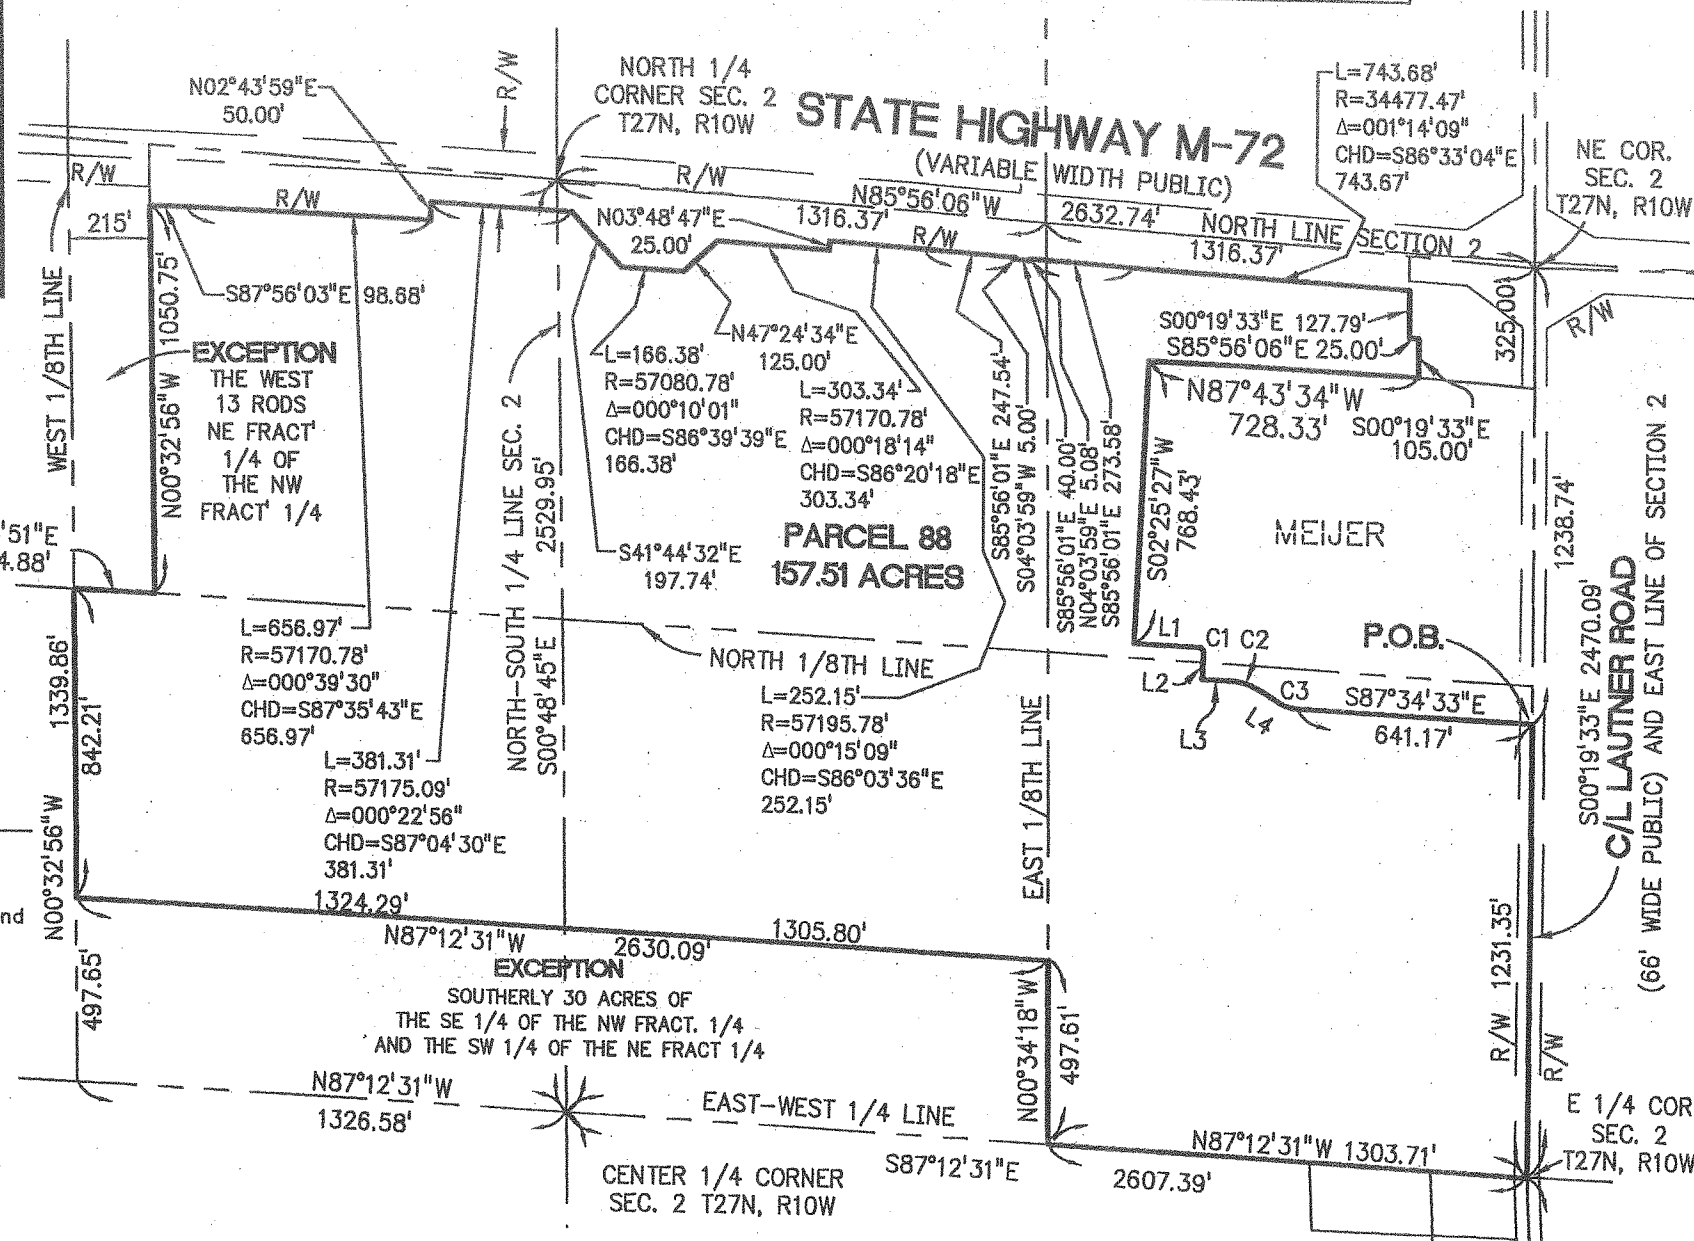 N02°43'59"E
50.00'
R/W
NORTH 1/4
CORNER SEC. 2
T27N, R10W
STATE HIGHWAY M-72
(VARIABLE WIDTH PUBLIC)
L=743.68'
R=34477.47'
Δ=001°14'09"
CHD=S86°33'04"E
743.67'
NE COR.
SEC. 2
T27N, R10W
R/W
215'
R/W
R/W
N85°56'06"W
2632.74'
1316.37'
NORTH LINE SECTION 2
1316.37'
N03°48'47"E
25.00'
R/W
R/W
WEST 1/8TH LINE
N00°32'56"W 1050.75'
S87°56'03"E 98.68'
EXCEPTION
THE WEST
13 RODS
NE FRACT'
1/4 OF
THE NW
FRACT' 1/4
NORTH-SOUTH 1/4 LINE SEC. 2
S00°48'45"E 2529.95'
L=166.38'
R=57080.78'
Δ=000°10'01"
CHD=S86°39'39"E
166.38'
N47°24'34"E
125.00'
L=303.34'
R=57170.78'
Δ=000°18'14"
CHD=S86°20'18"E
303.34'
S41°44'32"E
197.74'
PARCEL 88
157.51 ACRES
S85°56'01"E 247.54'
S04°03'59"W 5.00'
S85°56'01"E 40.00'
N04°03'59"E 5.08'
S85°56'01"E 273.58'
S00°19'33"E 127.79'
S85°56'06"E 25.00'
N87°43'34"W
728.33'
S00°19'33"E
105.00'
325.00'
S02°25'27"W
768.43'
MEIJER
1238.74'
'51"E
4.88'
1339.86'
842.21'
N00°32'56"W
L=656.97'
R=57170.78'
Δ=000°39'30"
CHD=S87°35'43"E
656.97'
L=381.31'
R=57175.09'
Δ=000°22'56"
CHD=S87°04'30"E
381.31'
NORTH 1/8TH LINE
L=252.15'
R=57195.78'
Δ=000°15'09"
CHD=S86°03'36"E
252.15'
EAST 1/8TH LINE
L1
C1 C2
L2
C3
L3
L4
P.O.B.
S87°34'33"E
641.17'
S00°19'33"E 2470.09'
C/L LAUTNER ROAD
(66' WIDE PUBLIC) AND EAST LINE OF SECTION 2
nd
1324.29'
N87°12'31"W
2630.09'
1305.80'
497.65'
EXCEPTION
SOUTHERLY 30 ACRES OF
THE SE 1/4 OF THE NW FRACT. 1/4
AND THE SW 1/4 OF THE NE FRACT 1/4
N00°34'18"W
497.61'
R/W 1231.35'
R/W
N87°12'31"W
1326.58'
EAST-WEST 1/4 LINE
S87°12'31"E
2607.39'
N87°12'31"W 1303.71'
CENTER 1/4 CORNER
SEC. 2 T27N, R10W
E 1/4 COR
SEC. 2
T27N, R10W